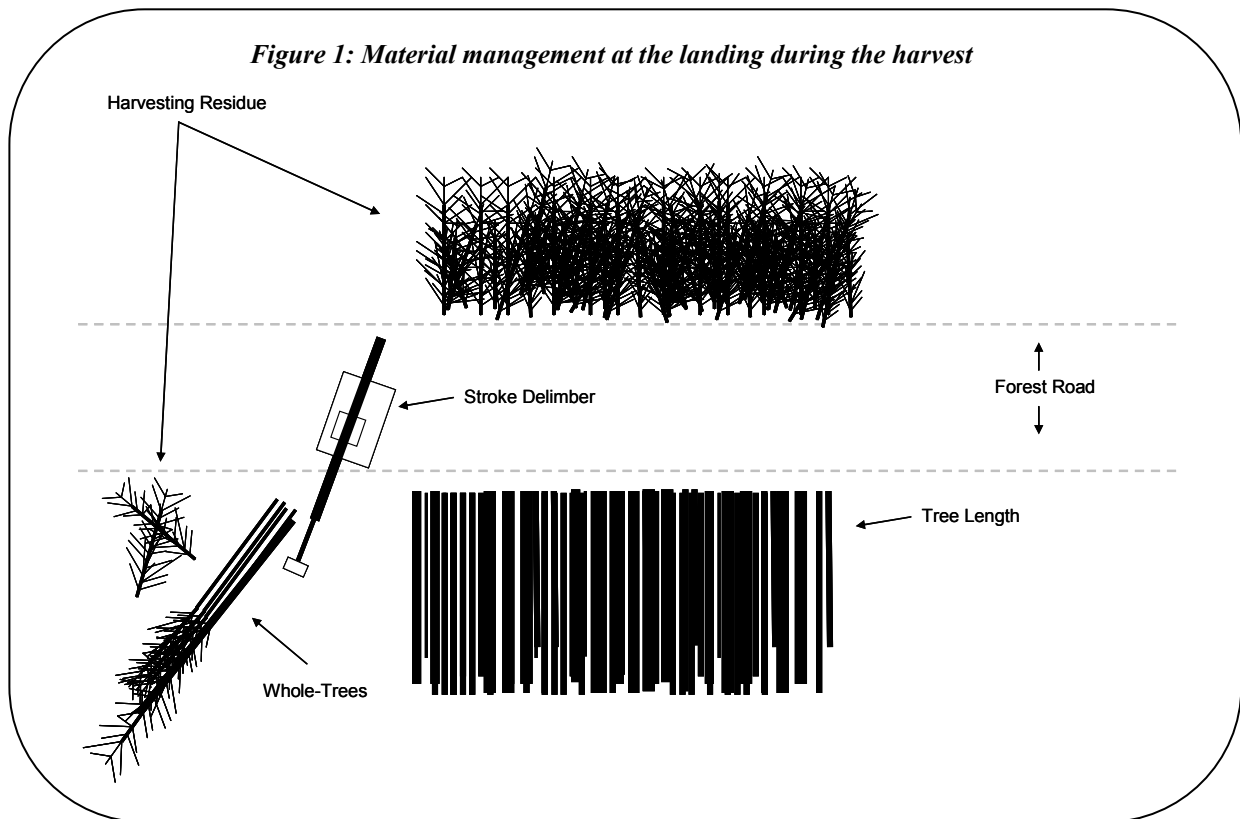 Figure 1: Material management at the landing during the harvest
Harvesting Residue
Stroke Delimber
Forest Road
Tree Length
Whole-Trees